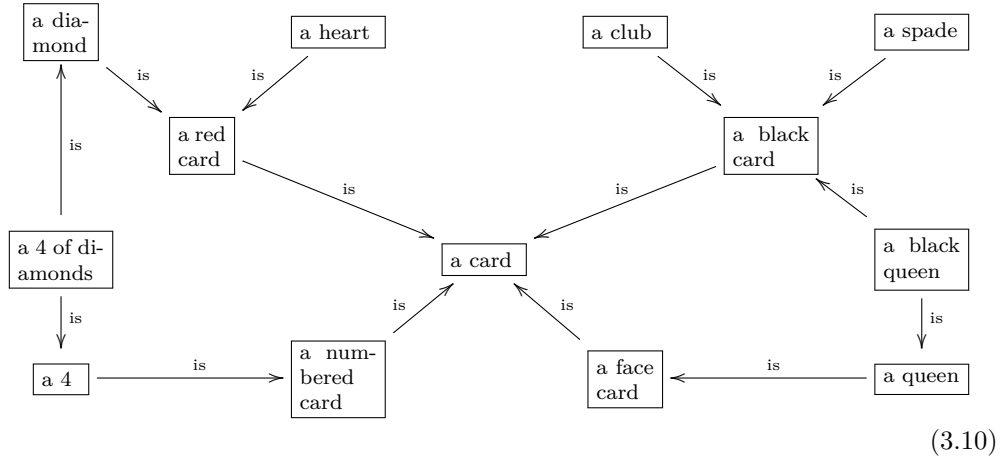 a dia-
mond
a heart
a club
a spade
is
is
is
is
a red
card
a black
card
is
is
is
is
a 4 of di-
amonds
a card
a black
queen
is
is
is
is
a 4
is
a num-
bered
card
a face
card
is
a queen
(3.10)